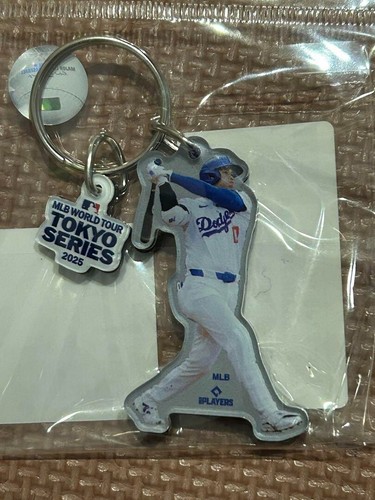 MLB WORLD TOUR
TOKYO
SERIES
2025
Dodgers
MLB
PLAYERS